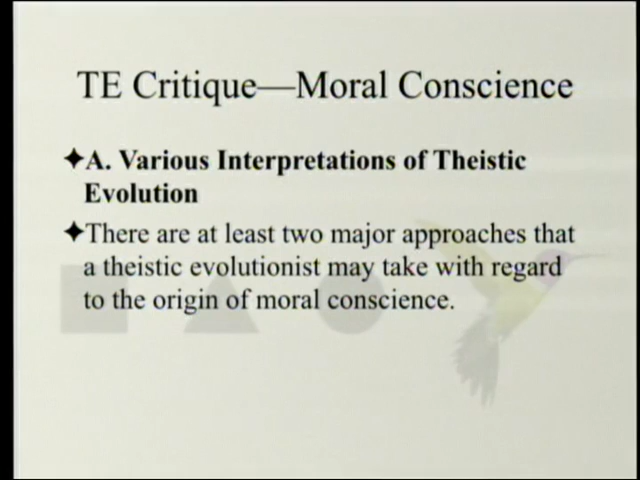 TE Critique—Moral Conscience
✦A. Various Interpretations of Theistic
Evolution
✦There are at least two major approaches that
a theistic evolutionist may take with regard
to the origin of moral conscience.